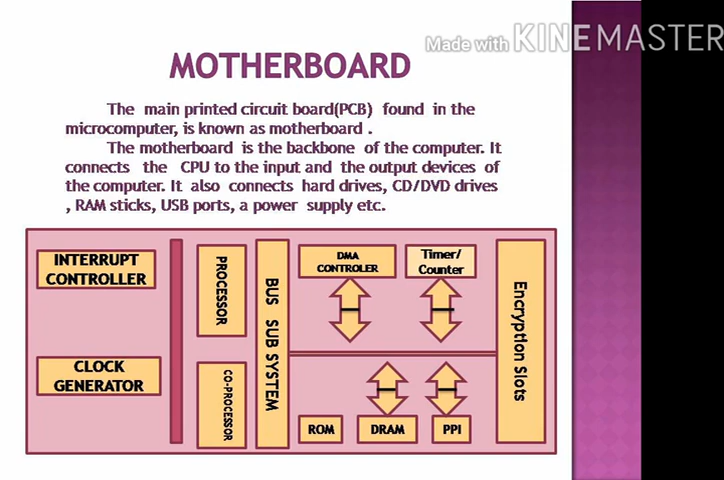 Made with KINEMASTER
MOTHERBOARD
The main printed circuit board(PCB) found in the
microcomputer, is known as motherboard .
The motherboard is the backbone of the computer. It
connects the CPU to the input and the output devices of
the computer. It also connects hard drives, CD/DVD drives
, RAM sticks, USB ports, a power supply etc.
INTERRUPT
CONTROLLER
CLOCK
GENERATOR
PROCESSOR
CO-PROCESSOR
BUS SUB SYSTEM
DMA
CONTROLER
Timer/
Counter
ROM
DRAM
PPI
Encryption Slots